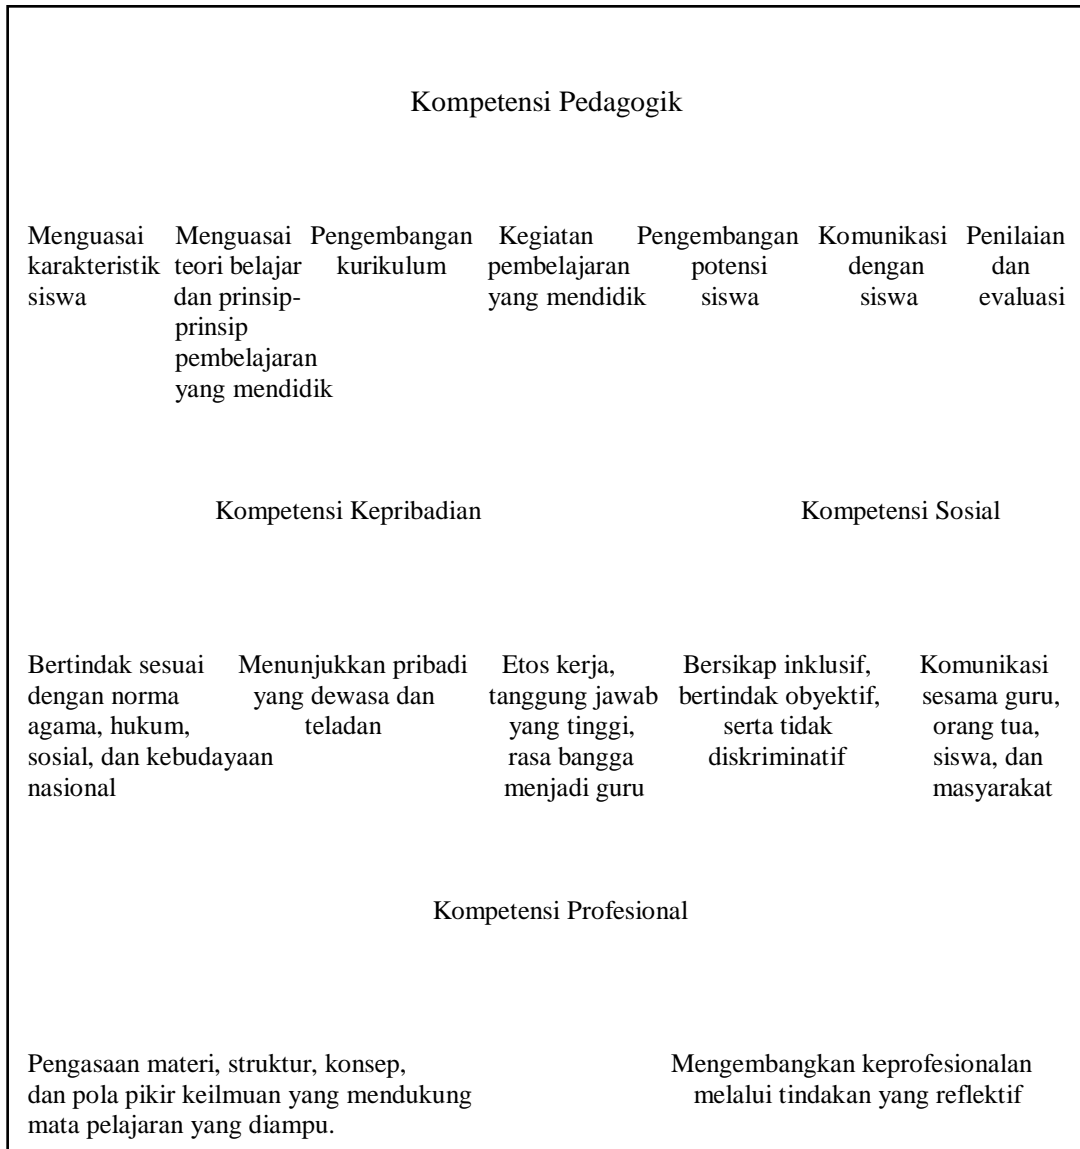 Kompetensi Pedagogik
Menguasai karakteristik siswa
Menguasai teori belajar dan prinsip-prinsip pembelajaran yang mendidik
Pengembangan kurikulum
Kegiatan pembelajaran yang mendidik
Pengembangan potensi siswa
Komunikasi dengan siswa
Penilaian dan evaluasi
Kompetensi Kepribadian
Kompetensi Sosial
Bertindak sesuai dengan norma agama, hukum, sosial, dan kebudayaan nasional
Menunjukkan pribadi yang dewasa dan teladan
Etos kerja, tanggung jawab yang tinggi, rasa bangga menjadi guru
Bersikap inklusif, bertindak obyektif, serta tidak diskriminatif
Komunikasi sesama guru, orang tua, siswa, dan masyarakat
Kompetensi Profesional
Pengasaan materi, struktur, konsep,
dan pola pikir keilmuan yang mendukung
mata pelajaran yang diampu.
Mengembangkan keprofesionalan
melalui tindakan yang reflektif